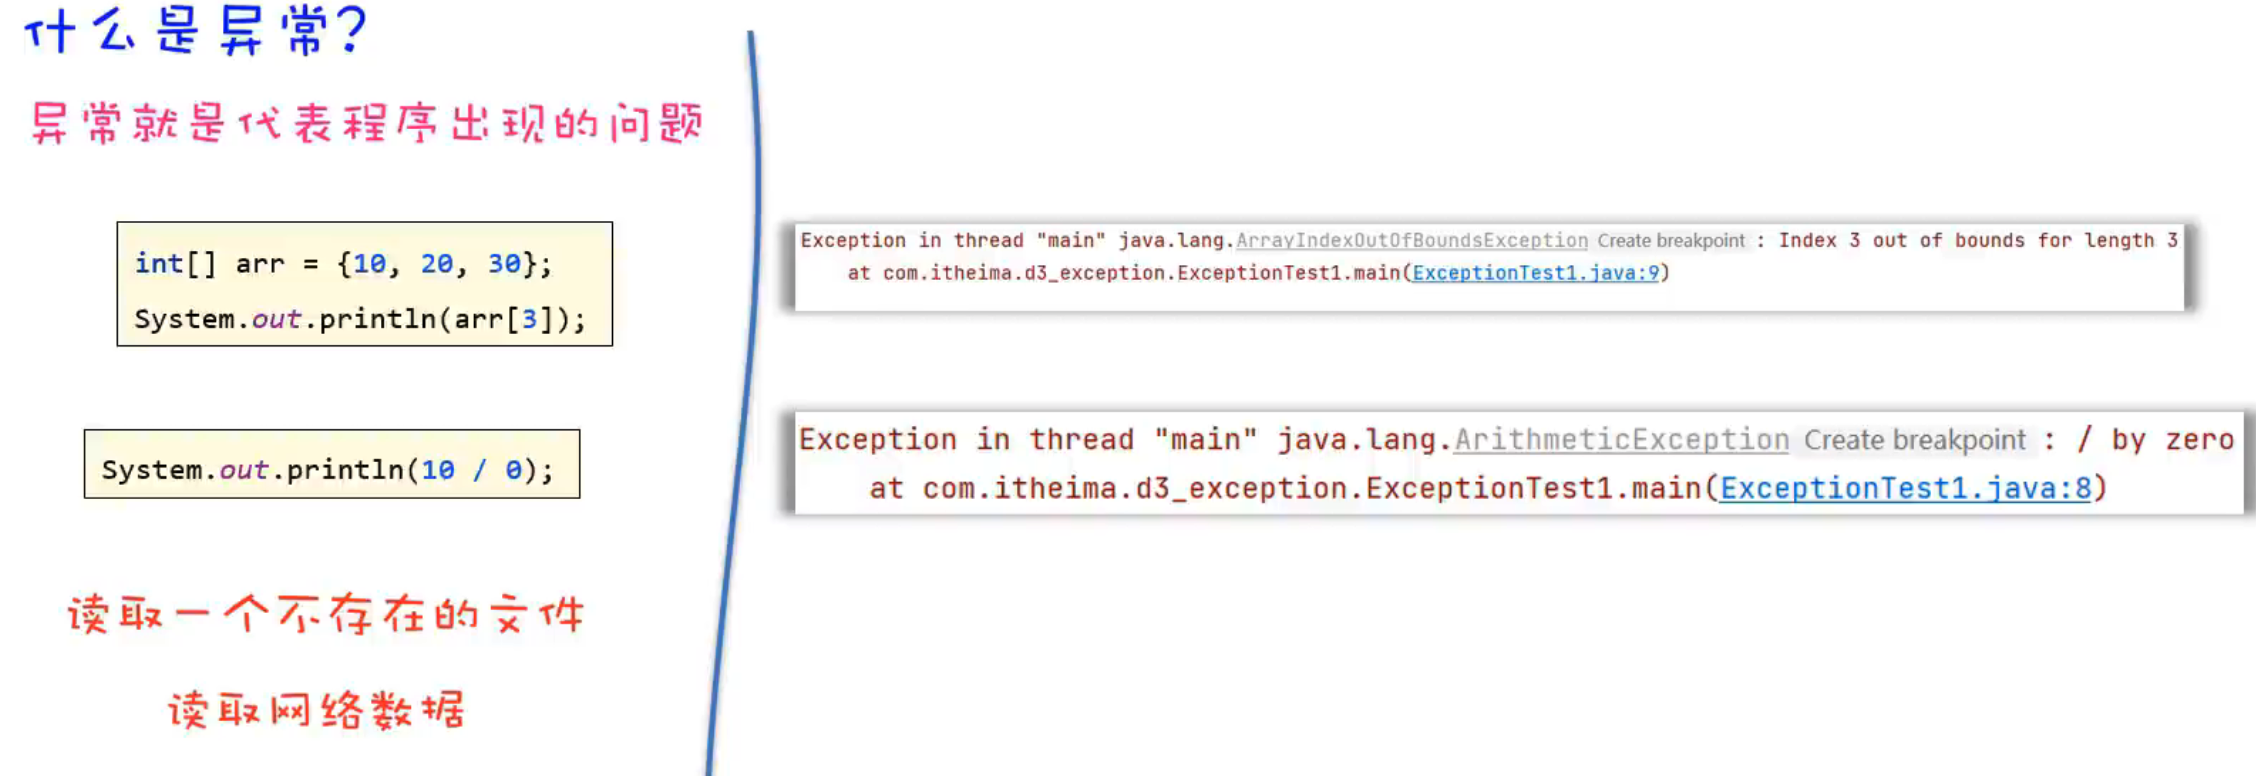 什么是异常?
异常就是代表程序出现的问题
int[] arr = {10, 20, 30};
System.out.println(arr[3]);
Exception in thread "main" java.lang.ArrayIndexOutOfBoundsException Create breakpoint : Index 3 out of bounds for length 3
at com.itheima.d3_exception.ExceptionTest1.main(ExceptionTest1.java:9)
System.out.println(10 / 0);
Exception in thread "main" java.lang.ArithmeticException Create breakpoint : / by zero
at com.itheima.d3_exception.ExceptionTest1.main(ExceptionTest1.java:8)
读取一个不存在的文件
读取网络数据